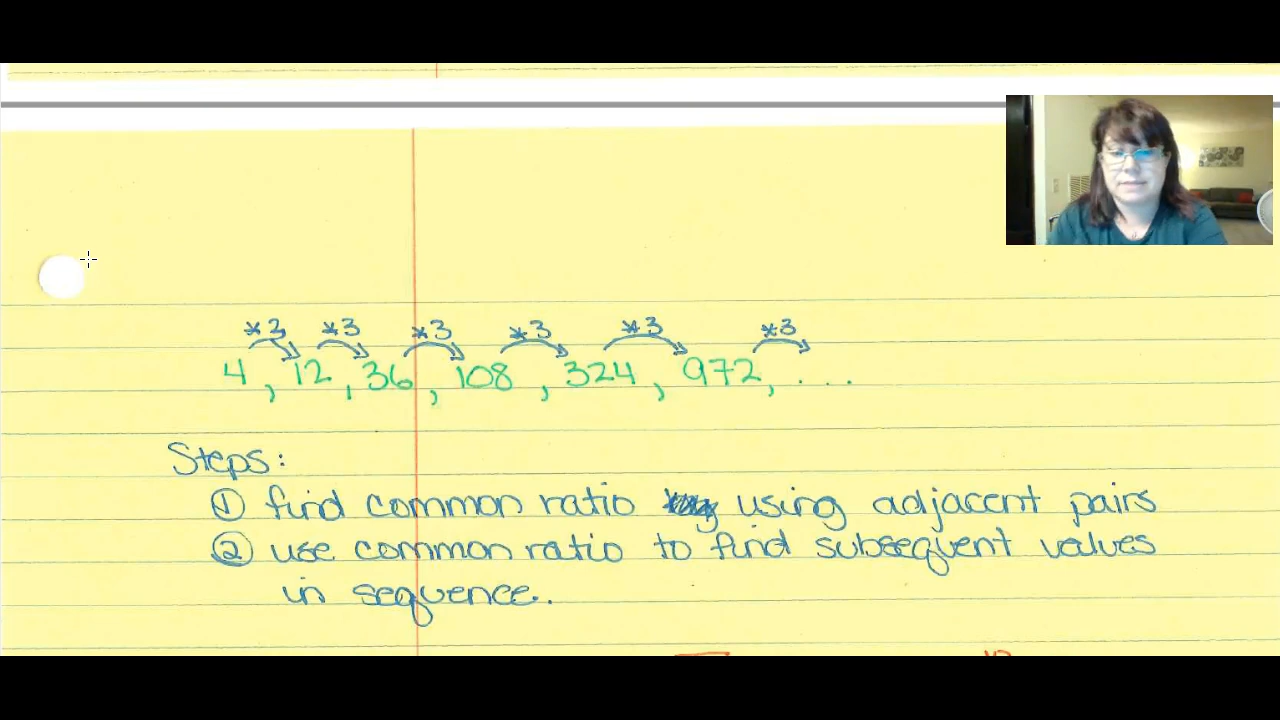 *3 *3 *3 *3 *3 *3
4, 12, 36, 108, 324, 972, ...
Steps:
① find common ratio using adjacent pairs
② use common ratio to find subsequent values
in sequence.